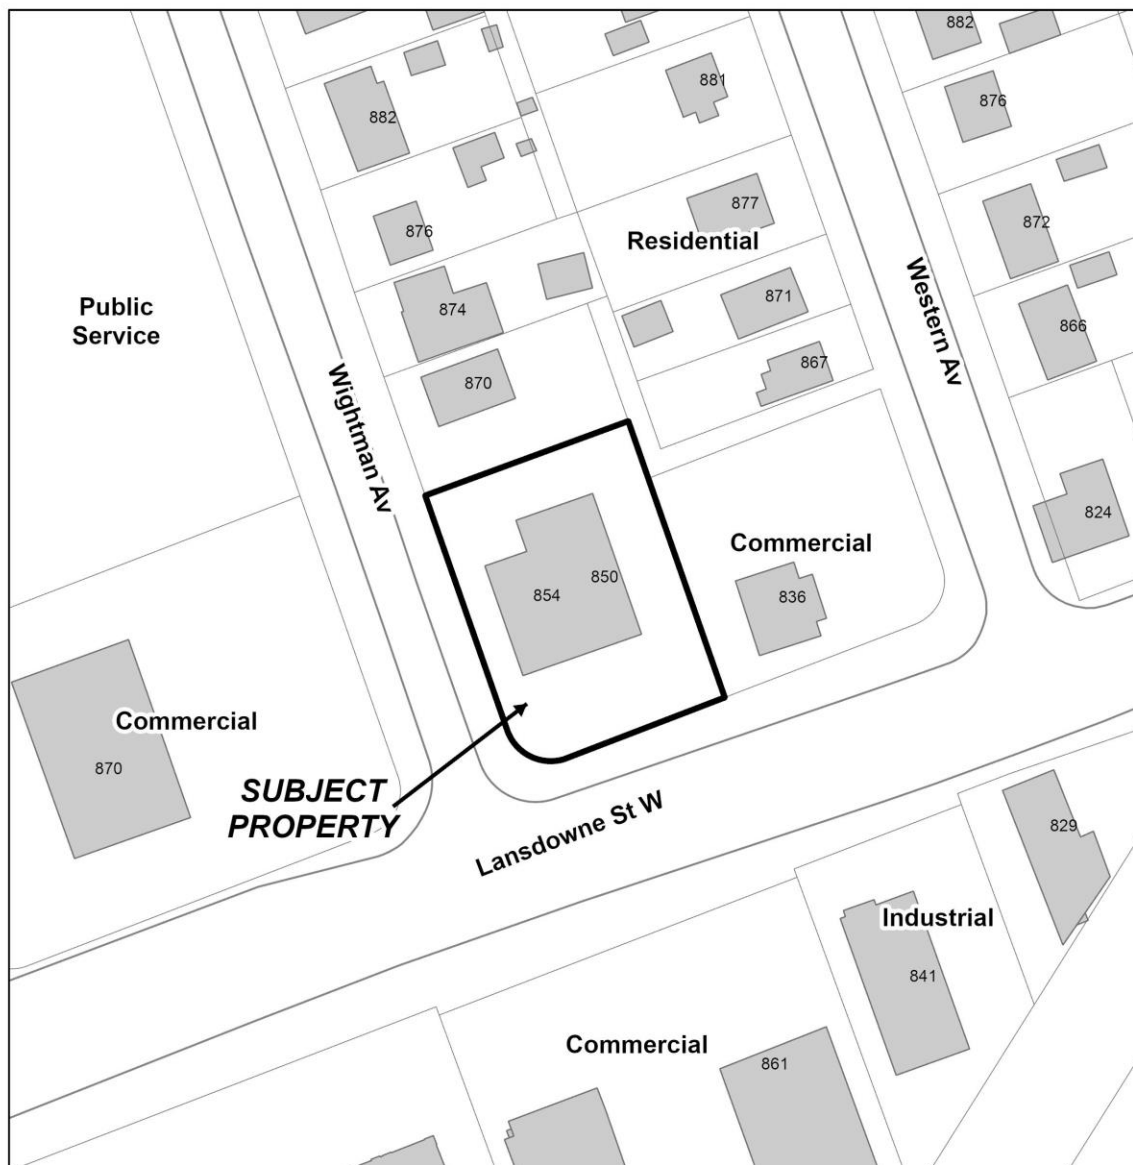 882
882
881
876
882
877
872
876
Residential
Public
Service
874
871
Western Av
866
867
870
Wightman Av
824
Commercial
850
854
836
Commercial
870
SUBJECT
PROPERTY
Lansdowne St W
829
Industrial
841
Commercial
861